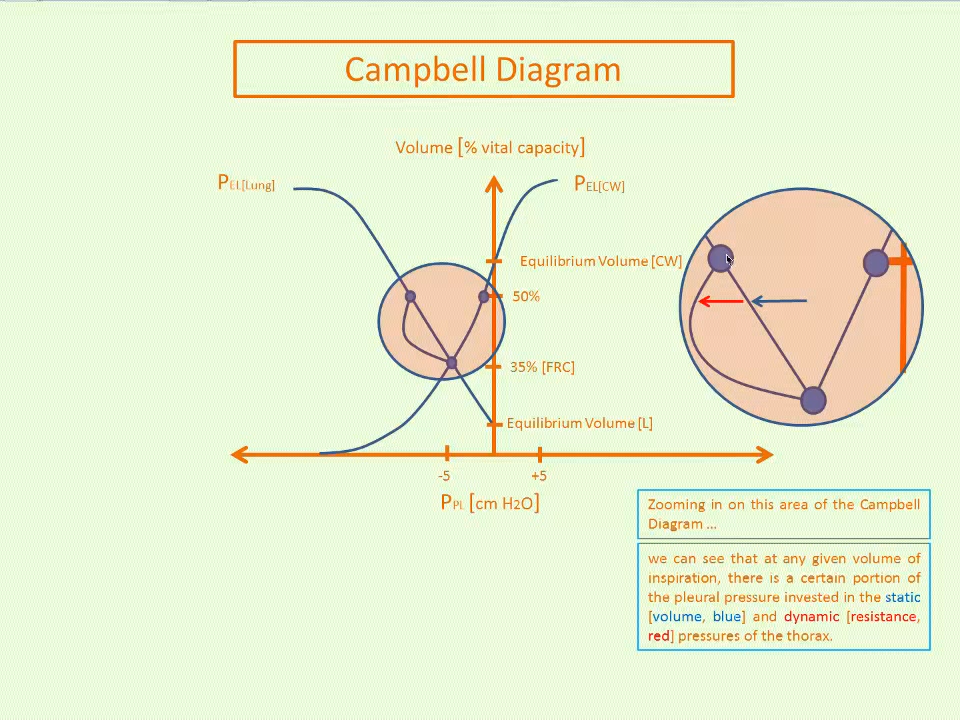 Campbell Diagram
Volume [% vital capacity]
PEL[Lung]
PEL[CW]
Equilibrium Volume [CW]
50%
35% [FRC]
Equilibrium Volume [L]
-5
+5
PPL [cm H2O]
Zooming in on this area of the Campbell
Diagram ...
we can see that at any given volume of
inspiration, there is a certain portion of
the pleural pressure invested in the static
[volume, blue] and dynamic [resistance,
red] pressures of the thorax.